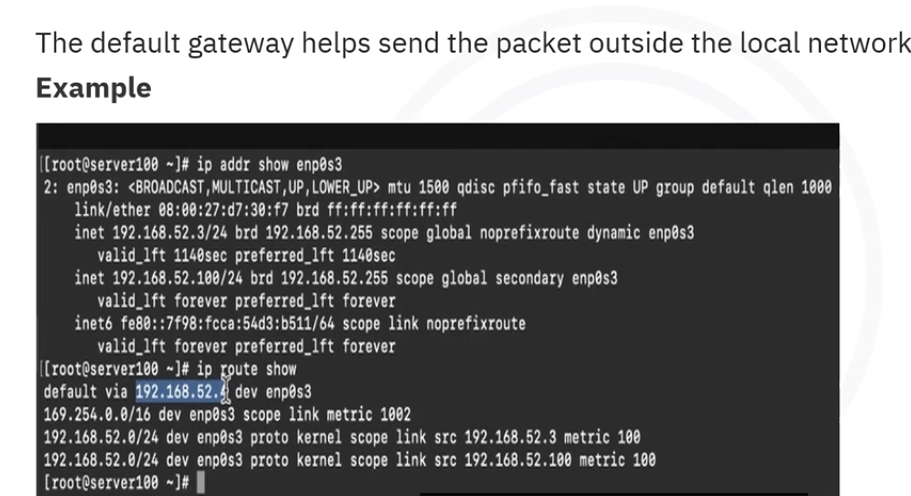 The default gateway helps send the packet outside the local network
Example
[[root@server100 ~]# ip addr show enp0s3
2: enp0s3: <BROADCAST,MULTICAST,UP,LOWER_UP> mtu 1500 qdisc pfifo_fast state UP group default qlen 1000
link/ether 08:00:27:d7:30:f7 brd ff:ff:ff:ff:ff:ff
inet 192.168.52.3/24 brd 192.168.52.255 scope global noprefixroute dynamic enp0s3
valid_lft 1140sec preferred_lft 1140sec
inet 192.168.52.100/24 brd 192.168.52.255 scope global secondary enp0s3
valid_lft forever preferred_lft forever
inet6 fe80::7f98:fcca:54d3:b511/64 scope link noprefixroute
valid_lft forever preferred_lft forever
[[root@server100 ~]# ip route show
default via dev enp0s3
169.254.0.0/16 dev enp0s3 scope link metric 1002
192.168.52.0/24 dev enp0s3 proto kernel scope link src 192.168.52.3 metric 100
192.168.52.0/24 dev enp0s3 proto kernel scope link src 192.168.52.100 metric 100
[root@server100 ~]#